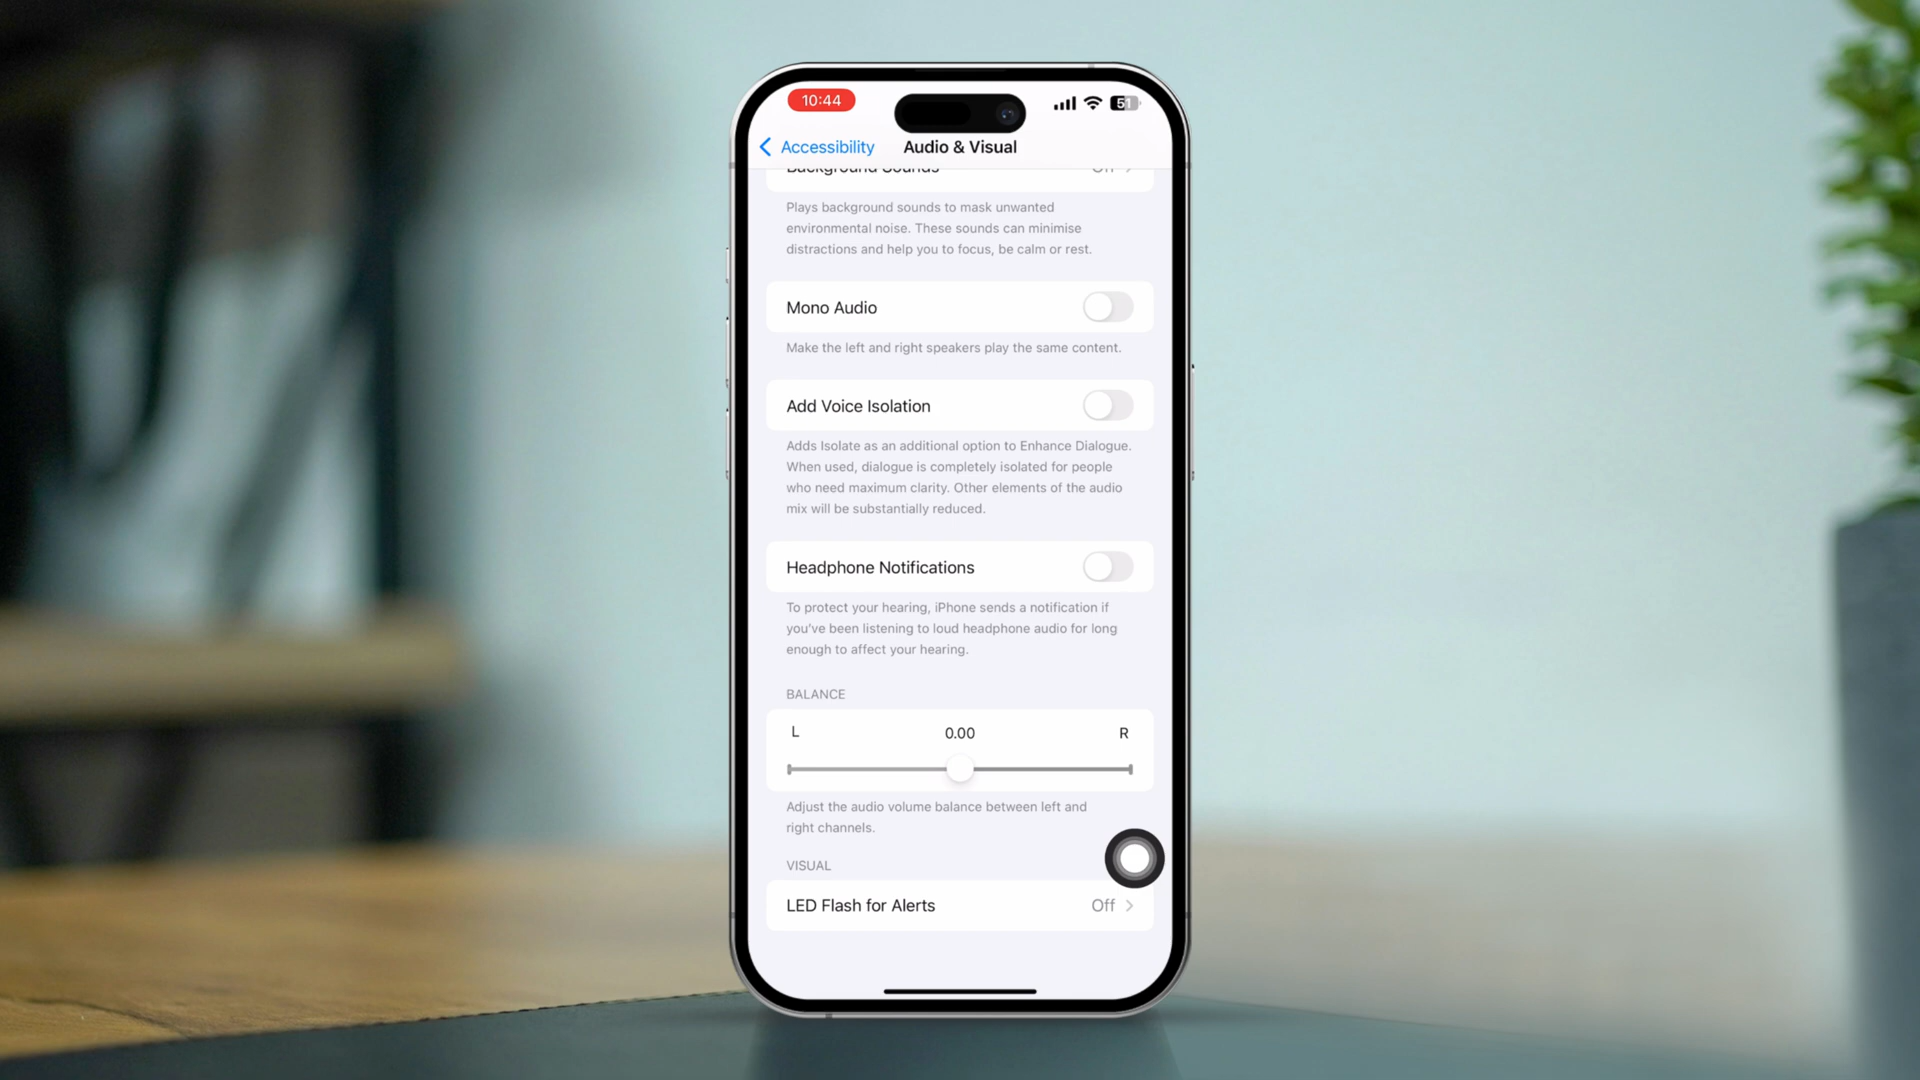 10:44
51
Accessibility
Audio & Visual
Background Sounds Off
Plays background sounds to mask unwanted
environmental noise. These sounds can minimise
distractions and help you to focus, be calm or rest.
Mono Audio
Make the left and right speakers play the same content.
Add Voice Isolation
Adds Isolate as an additional option to Enhance Dialogue.
When used, dialogue is completely isolated for people
who need maximum clarity. Other elements of the audio
mix will be substantially reduced.
Headphone Notifications
To protect your hearing, iPhone sends a notification if
you’ve been listening to loud headphone audio for long
enough to affect your hearing.
BALANCE
L 0.00 R
Adjust the audio volume balance between left and
right channels.
VISUAL
LED Flash for Alerts Off